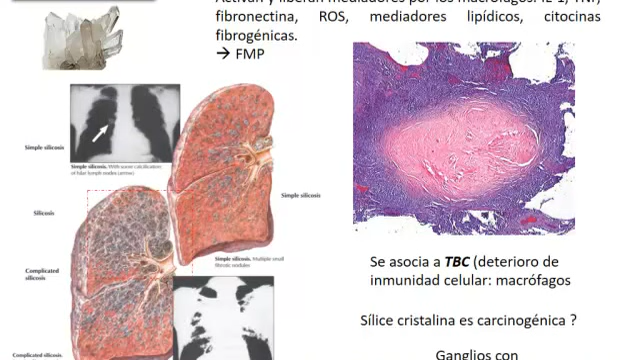 Activan y liberan mediadores por los macrófagos: IL-1, TNF,
fibronectina, ROS, mediadores lipídicos, citocinas
fibrogénicas.
→ FMP
Simple silicosis
Simple silicosis. With some calcification
of hilar lymph nodes (arrow)
Simple silicosis
Silicosis
Simple silicosis. Multiple small
fibrotic nodules
Complicated
silicosis
Complicated silicosis.
Se asocia a TBC (deterioro de
inmunidad celular: macrófagos
Sílice cristalina es carcinogénica ?
Ganglios con